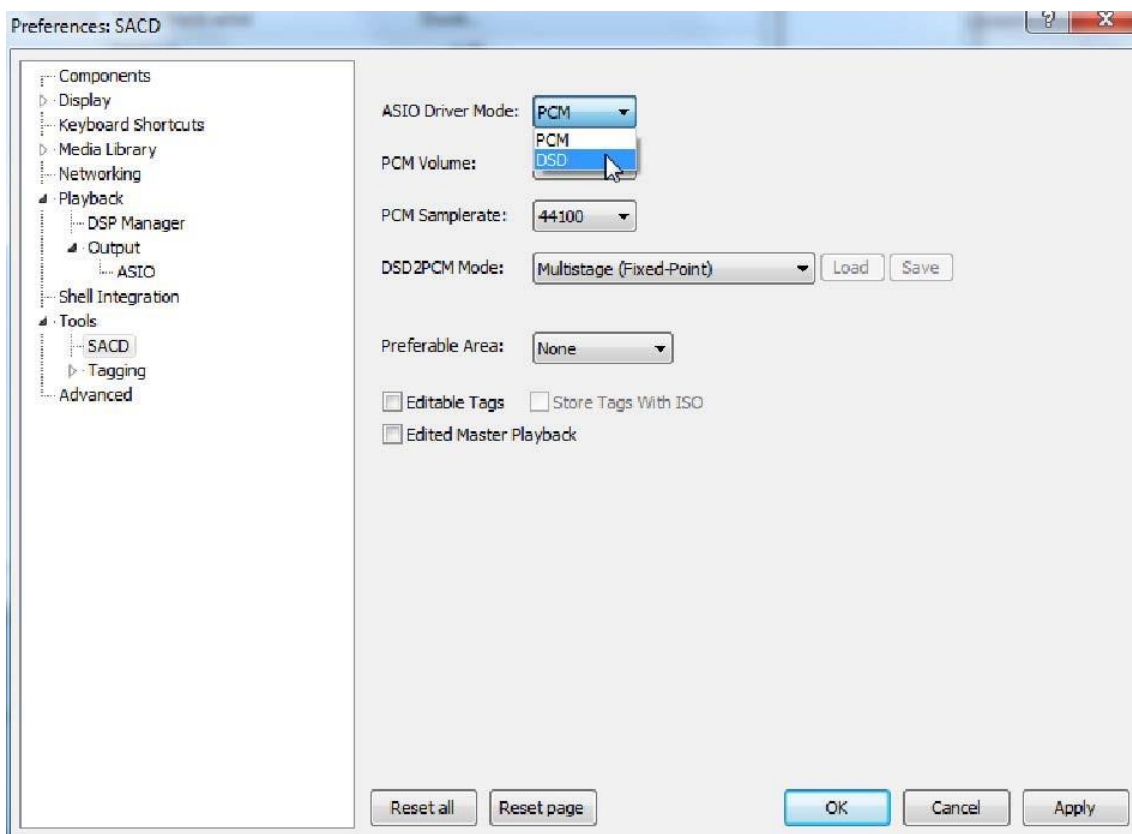 Preferences: SACD
?
X
Components
Display
Keyboard Shortcuts
Media Library
Networking
Playback
DSP Manager
Output
ASIO
Shell Integration
Tools
SACD
Tagging
Advanced
ASIO Driver Mode: PCM
PCM
DSD
PCM Volume:
PCM Samplerate: 44100
DSD2PCM Mode: Multistage (Fixed-Point) Load Save
Preferable Area: None
Editable Tags Store Tags With ISO
Edited Master Playback
Reset all Reset page OK Cancel Apply